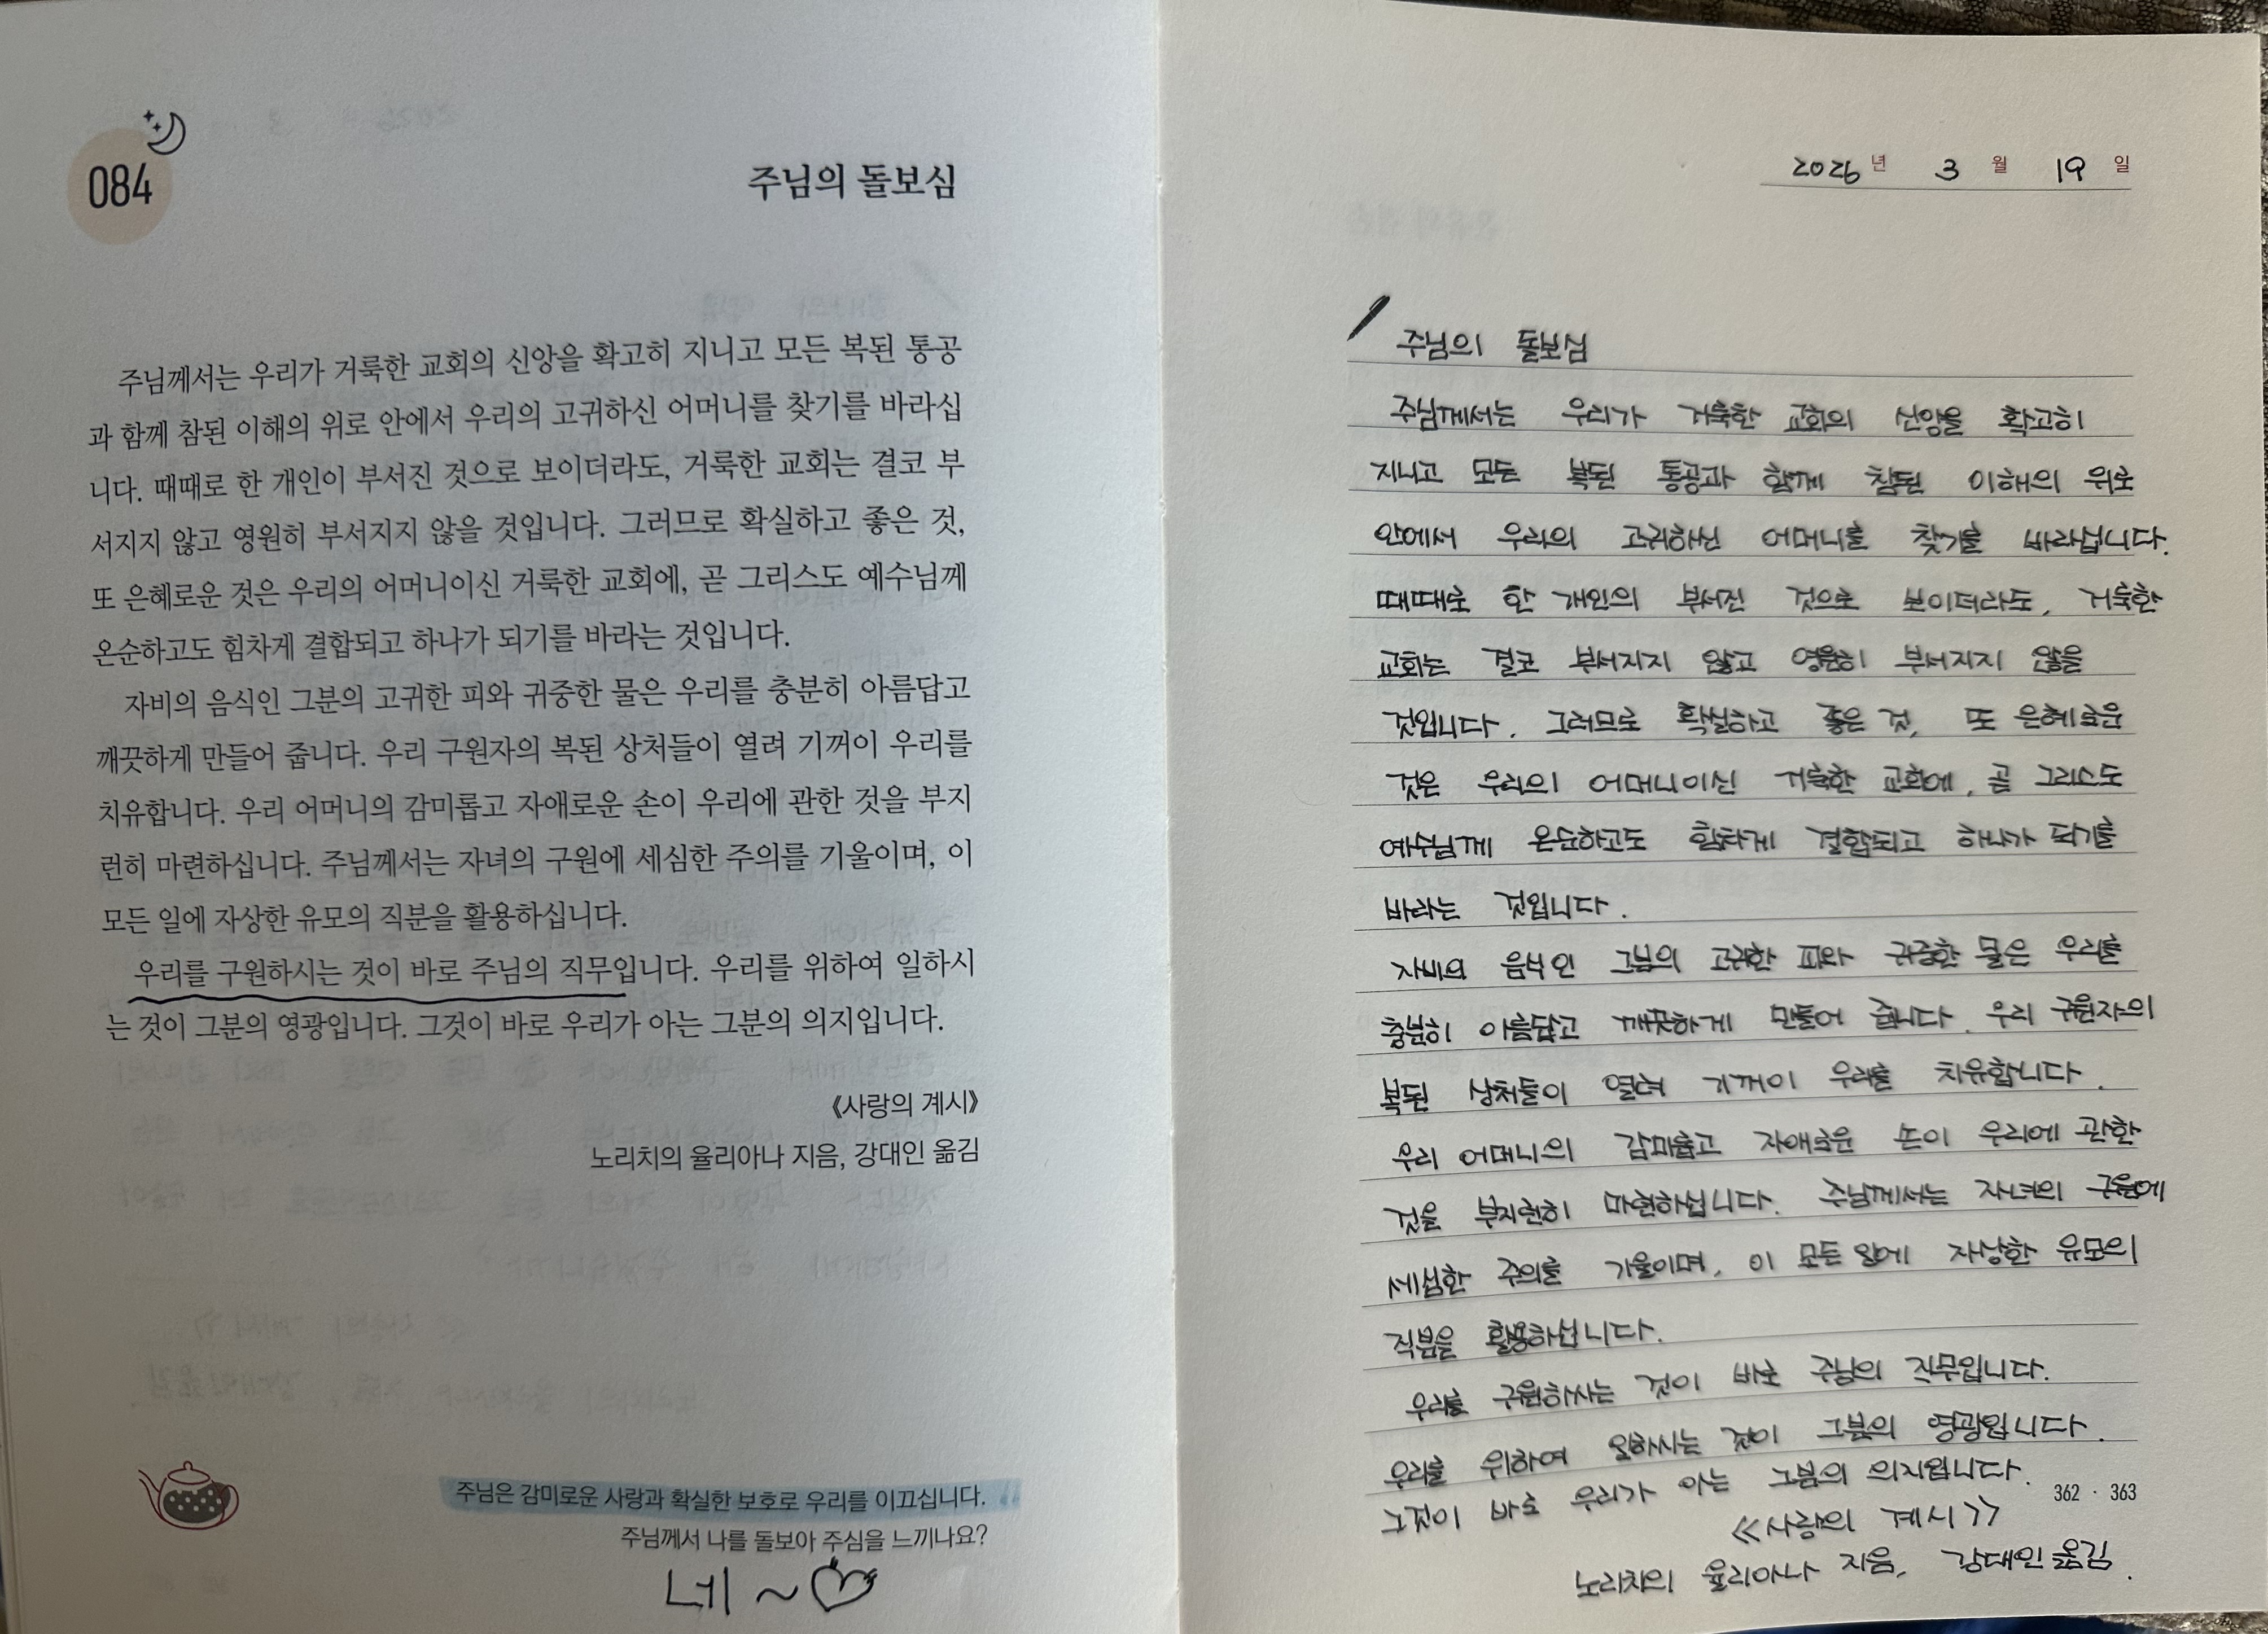 084
주님의 돌보심
주님께서는 우리가 거룩한 교회의 신앙을 확고히 지니고 모든 복된 통공
과 함께 참된 이해의 위로 안에서 우리의 고귀하신 어머니를 찾기를 바라십
니다. 때때로 한 개인이 부서진 것으로 보이더라도, 거룩한 교회는 결코 부
서지지 않고 영원히 부서지지 않을 것입니다. 그러므로 확실하고 좋은 것,
또 은혜로운 것은 우리의 어머니이신 거룩한 교회에, 곧 그리스도 예수님께
온순하고도 힘차게 결합되고 하나가 되기를 바라는 것입니다.
자비의 음식인 그분의 고귀한 피와 귀중한 물은 우리를 충분히 아름답고
깨끗하게 만들어 줍니다. 우리 구원자의 복된 상처들이 열려 기꺼이 우리를
치유합니다. 우리 어머니의 감미롭고 자애로운 손이 우리에 관한 것을 부지
런히 마련하십니다. 주님께서는 자녀의 구원에 세심한 주의를 기울이며, 이
모든 일에 자상한 유모의 직분을 활용하십니다.
우리를 구원하시는 것이 바로 주님의 직무입니다. 우리를 위하여 일하시
는 것이 그분의 영광입니다. 그것이 바로 우리가 아는 그분의 의지입니다.
《사랑의 계시》
노리치의 율리아나 지음, 강대인 옮김
주님은 감미로운 사랑과 확실한 보호로 우리를 이끄십니다.
주님께서 나를 돌보아 주심을 느끼나요?
네~♡
2026년 3월 19일
주님의 돌보심
주님께서는 우리가 거룩한 교회의 신앙을 확고히
지니고 모든 복된 통공과 함께 참된 이해의 위로
안에서 우리의 고귀하신 어머니를 찾기를 바라십니다.
때때로 한 개인의 부서진 것으로 보이더라도, 거룩한
교회는 결코 부서지지 않고 영원히 부서지지 않을
것입니다. 그러므로 확실하고 좋은 것, 또 은혜로운
것은 우리의 어머니이신 거룩한 교회에, 곧 그리스도
예수님께 온순하고도 힘차게 결합되고 하나가 되기를
바라는 것입니다.
자비의 음식인 그분의 고귀한 피와 귀중한 물은 우리를
충분히 아름답고 깨끗하게 만들어 줍니다. 우리 구원자의
복된 상처들이 열려 기꺼이 우리를 치유합니다.
우리 어머니의 감미롭고 자애로운 손이 우리에 관한
것을 부지런히 마련하십니다. 주님께서는 자녀의 구원에
세심한 주의를 기울이며, 이 모든 일에 자상한 유모의
직분을 활용하십니다.
우리를 구원하시는 것이 바로 주님의 직무입니다.
우리를 위하여 일하시는 것이 그분의 영광입니다.
그것이 바로 우리가 아는 그분의 의지입니다.
362 · 363
《사랑의 계시》
노리치의 율리아나 지음, 강대인 옮김.